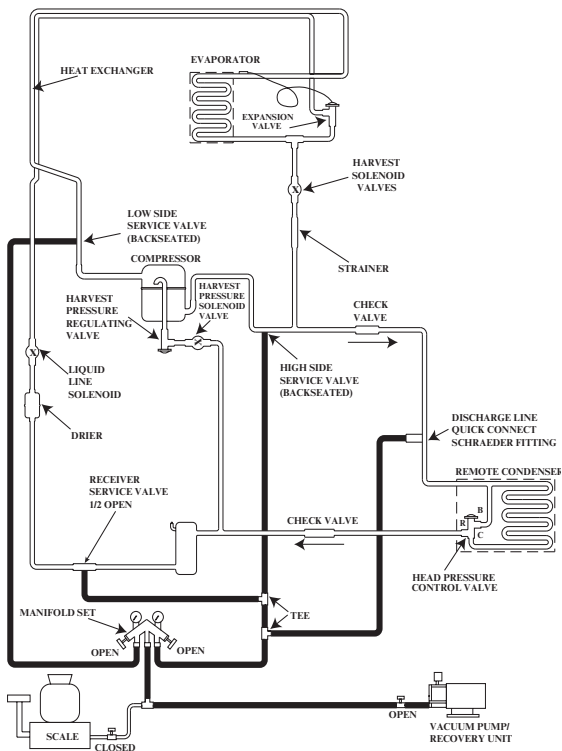 EVAPORATOR
HEAT EXCHANGER
EXPANSION
VALVE
HARVEST
SOLENOID
VALVES
X
LOW SIDE
SERVICE VALVE
(BACKSEATED)
COMPRESSOR
STRAINER
HARVEST
PRESSURE
SOLENOID
VALVE
HARVEST
PRESSURE
REGULATING
VALVE
CHECK
VALVE
X
LIQUID
LINE
SOLENOID
HIGH SIDE
SERVICE VALVE
(BACKSEATED)
DRIER
DISCHARGE LINE
QUICK CONNECT
SCHRAEDER FITTING
RECEIVER
SERVICE VALVE
1/2 OPEN
REMOTE CONDENSER
B
R
C
CHECK VALVE
HEAD PRESSURE
CONTROL VALVE
MANIFOLD SET
TEE
OPEN
OPEN
SCALE
CLOSED
OPEN
VACUUM PUMP/
RECOVERY UNIT